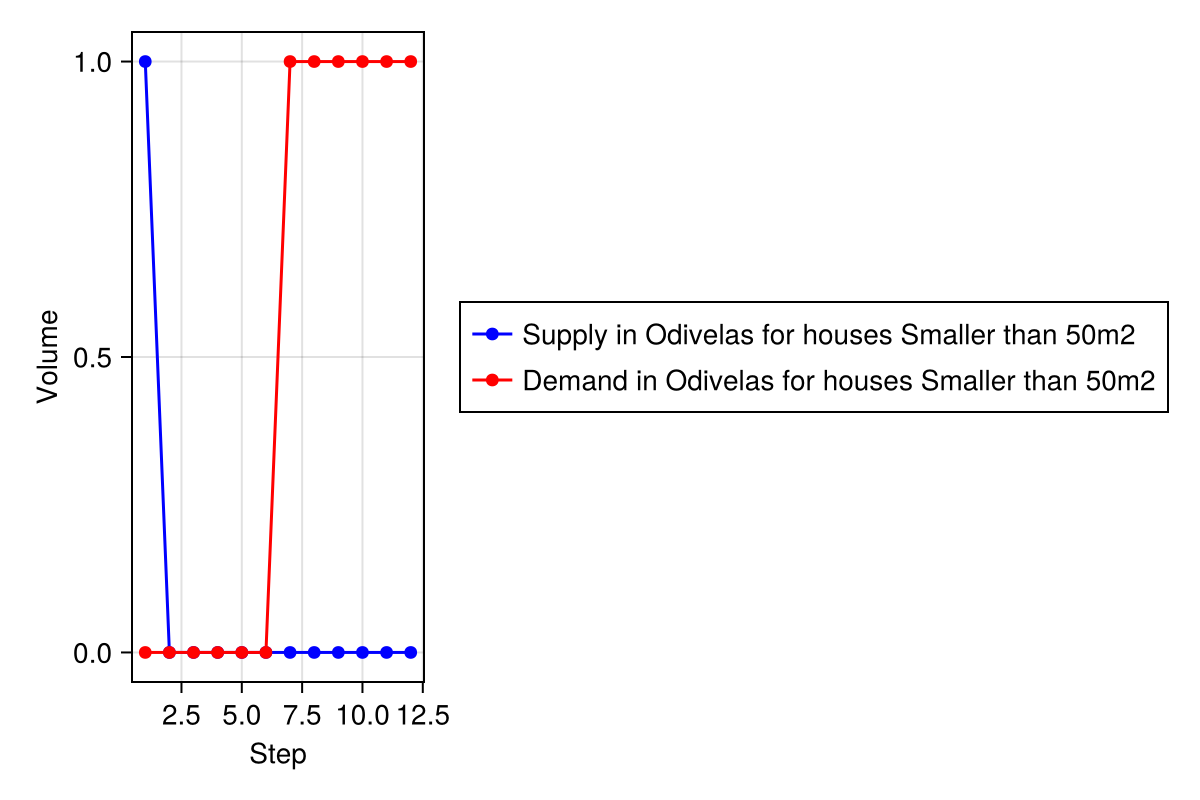 1.0
0.5
0.0
Volume
2.5 5.0 7.5 10.0 12.5
Step
Supply in Odivelas for houses Smaller than 50m2
Demand in Odivelas for houses Smaller than 50m2